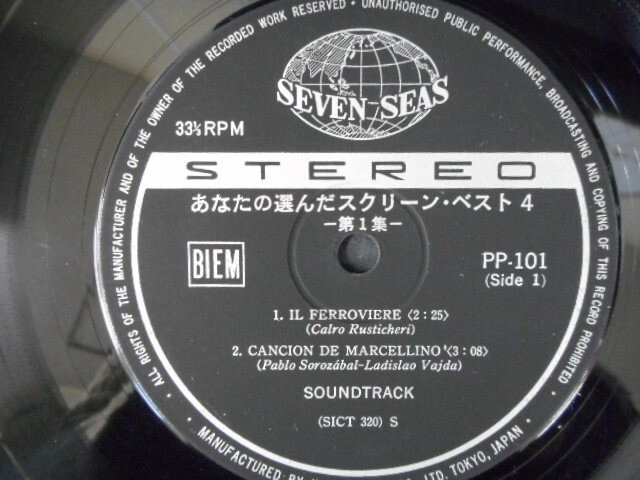 ALL RIGHTS OF THE MANUFACTURER AND OF THE OWNER OF THE RECORDED WORK RESERVED • UNAUTHORISED PUBLIC PERFORMANCE, BROADCASTING AND COPYING OF THIS RECORD PROHIBITED •
SEVEN SEAS
33⅓RPM
STEREO
あなたの選んだスクリーン・ベスト4
—第1集—
BIEM
PP-101
(Side 1)
1. IL FERROVIERE〈2:25〉
(Calro Rusticheri)
2. CANCION DE MARCELLINO〈3:08〉
(Pablo Sorozábal-Ladislao Vajda)
SOUNDTRACK
(SICT 320) S
• MANUFACTURED BY LTD. TOKYO, JAPAN •